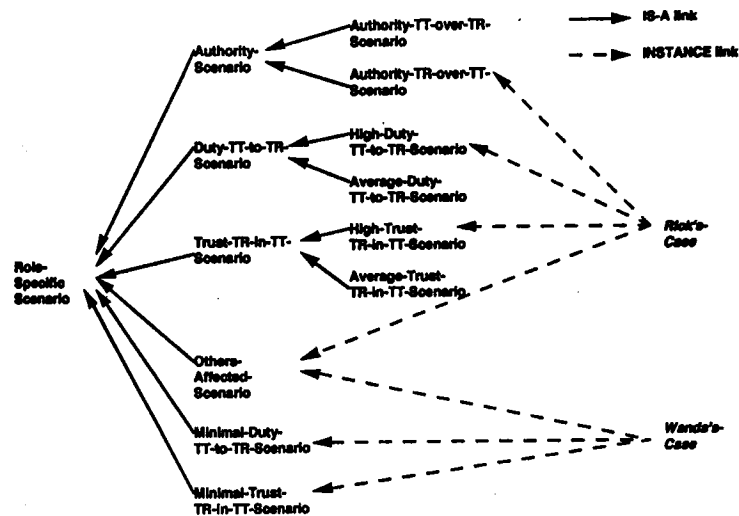 Authority-TT-over-TR-
Scenario
IS-A link
Authority-
Scenario
INSTANCE link
Authority-TR-over-TT-
Scenario
High-Duty-
TT-to-TR-Scenario
Duty-TT-to-TR-
Scenario
Average-Duty-
TT-to-TR-Scenario
High-Trust-
TR-in-TT-Scenario
Rick's-
Case
Trust-TR-in-TT-
Scenario
Role-
Specific
Scenario
Average-Trust-
TR-in-TT-Scenario
Others-
Affected-
Scenario
Minimal-Duty-
TT-to-TR-Scenario
Wanda's-
Case
Minimal-Trust-
TR-in-TT-Scenario